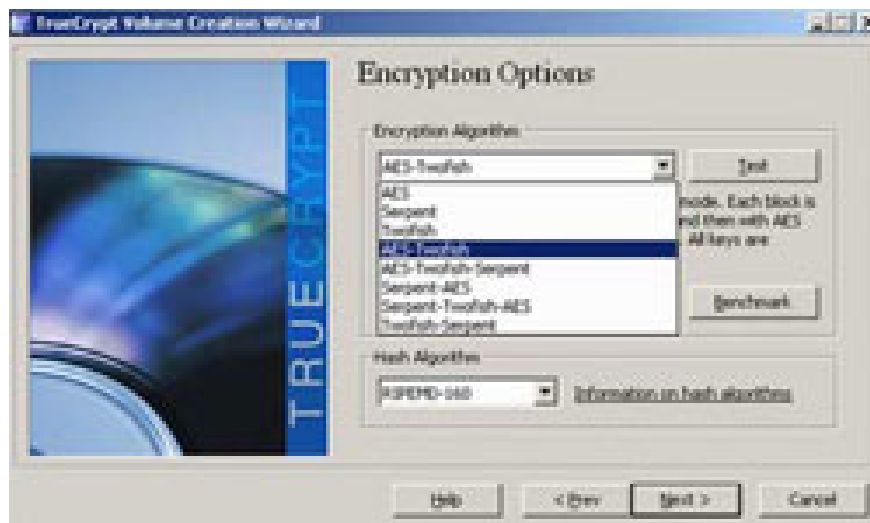 TrueCrypt Volume Creation Wizard
TRUECRYPT
Encryption Options
Encryption Algorithm
AES-Twofish
Test
AES
Serpent
Twofish
AES-Twofish
AES-Twofish-Serpent
Serpent-AES
Serpent-Twofish-AES
Twofish-Serpent
mode. Each block is
nd then with AES
All keys are
Benchmark
Hash Algorithm
RIPEMD-160
Information on hash algorithms
Help
< Prev
Next >
Cancel